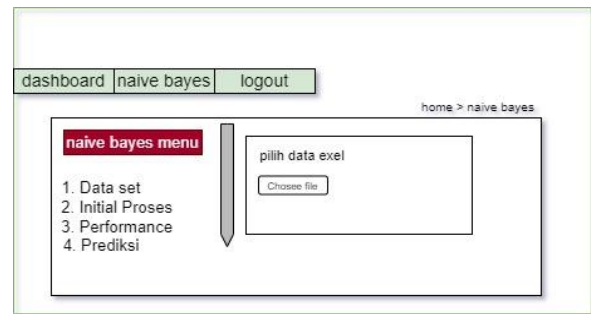 dashboard naive bayes logout
home > naive bayes
naive bayes menu
1. Data set
2. Initial Proses
3. Performance
4. Prediksi
pilih data exel
Chosee file